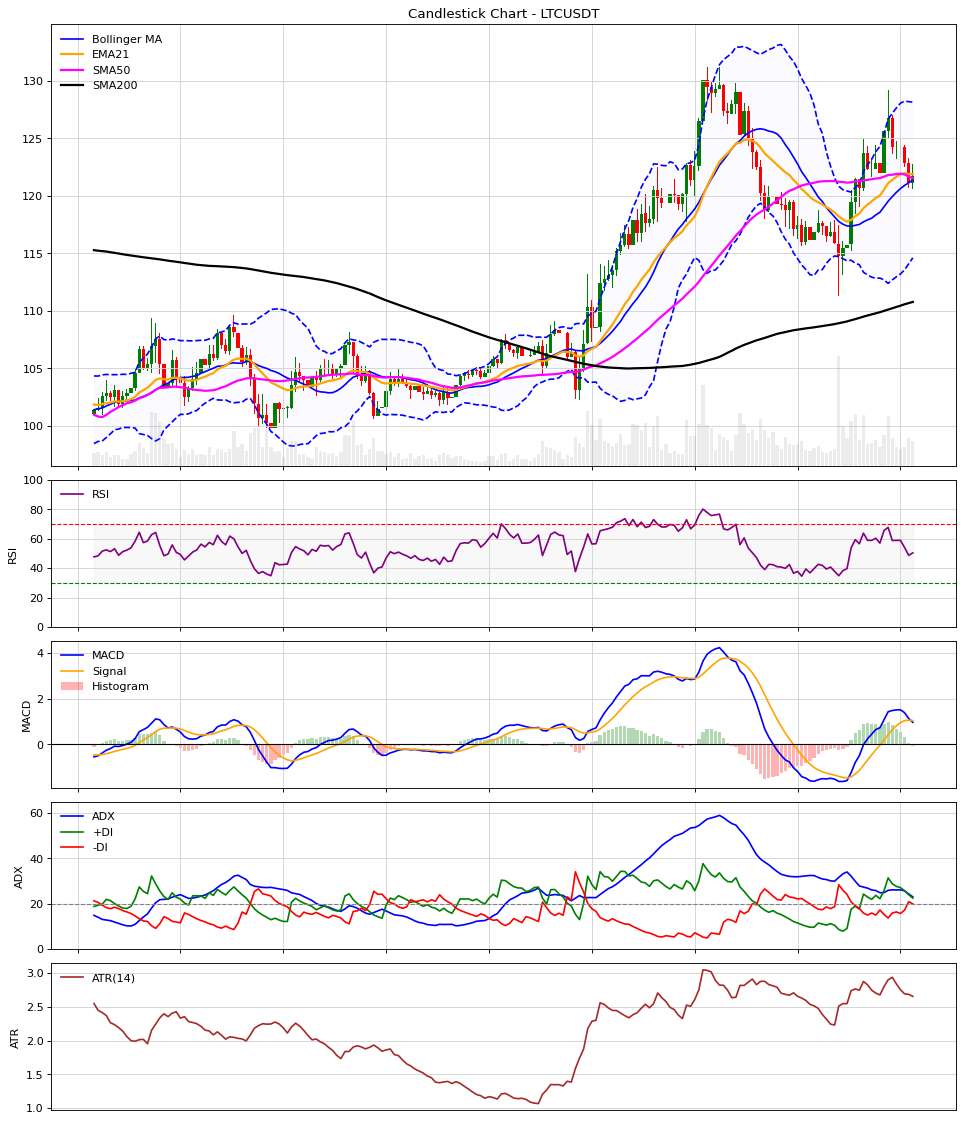 Candlestick Chart - LTCUSDT
Bollinger MA
EMA21
SMA50
SMA200
130
125
120
115
110
105
100
RSI
100
80
60
40
20
0
RSI
MACD
Signal
Histogram
4
2
0
MACD
ADX
+DI
-DI
60
40
20
0
ADX
ATR(14)
3.0
2.5
2.0
1.5
1.0
ATR